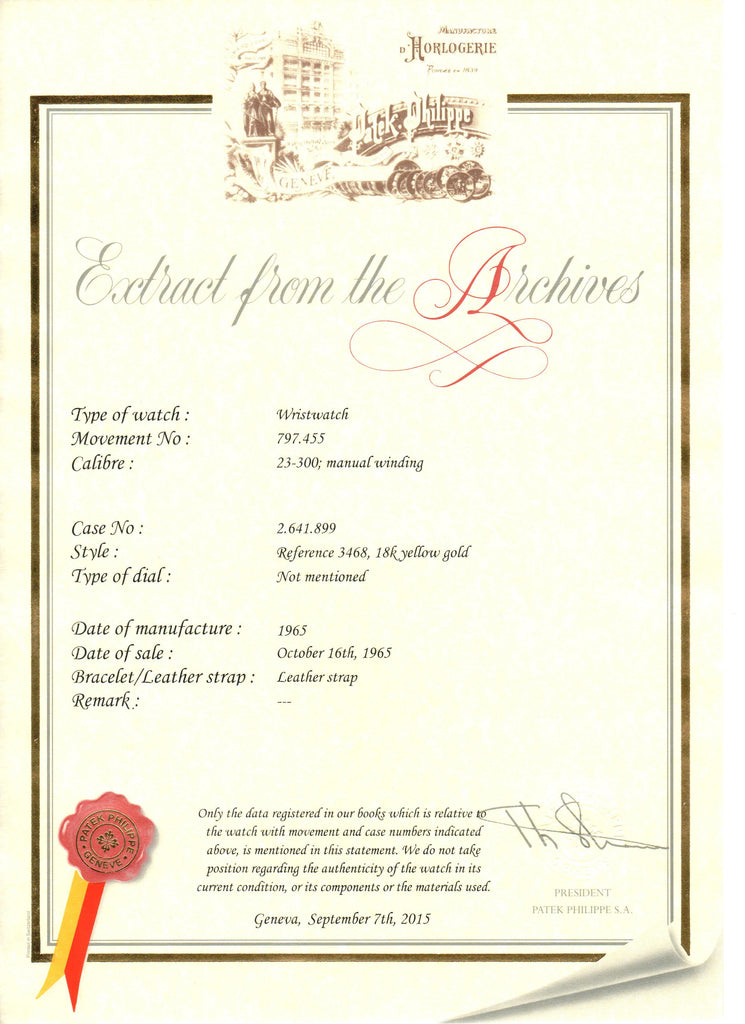 MANUFACTURE
D'HORLOGERIE
Fondée en 1839
Patek Philippe
GENÈVE
Extract from the Archives
Type of watch : Wristwatch
Movement No : 797.455
Calibre : 23-300; manual winding
Case No : 2.641.899
Style : Reference 3468, 18k yellow gold
Type of dial : Not mentioned
Date of manufacture : 1965
Date of sale : October 16th, 1965
Bracelet/Leather strap : Leather strap
Remark : ---
Only the data registered in our books which is relative to
the watch with movement and case numbers indicated
above, is mentioned in this statement. We do not take
position regarding the authenticity of the watch in its
current condition, or its components or the materials used.
Geneva, September 7th, 2015
PATEK PHILIPPE
GENEVE
PRESIDENT
PATEK PHILIPPE S.A.